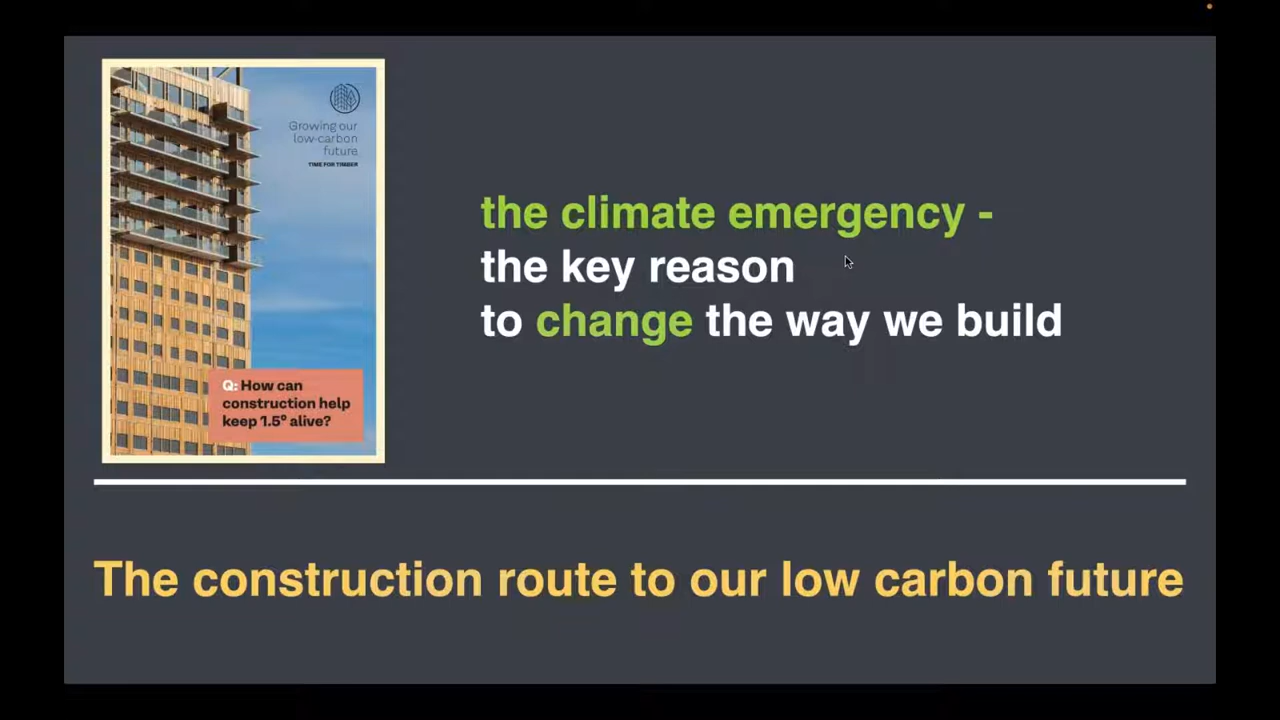 Growing our
low-carbon
future
TIME FOR TIMBER
Q: How can
construction help
keep 1.5° alive?
the climate emergency -
the key reason
to change the way we build
The construction route to our low carbon future